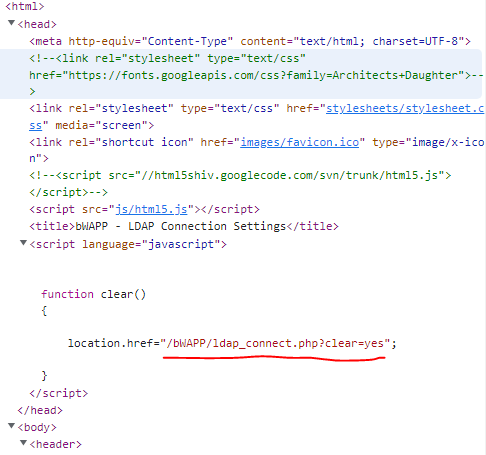 <html>
<head>
<meta http-equiv="Content-Type" content="text/html; charset=UTF-8">
<!--<link rel="stylesheet" type="text/css"
href="https://fonts.googleapis.com/css?family=Architects+Daughter">--
>
<link rel="stylesheet" type="text/css" href="stylesheets/stylesheet.c
ss" media="screen">
<link rel="shortcut icon" href="images/favicon.ico" type="image/x-ico
n">
<!--<script src="//html5shiv.googlecode.com/svn/trunk/html5.js">
</script>-->
<script src="js/html5.js"></script>
<title>bWAPP - LDAP Connection Settings</title>
<script language="javascript">
function clear()
{
location.href="/bWAPP/ldap_connect.php?clear=yes";
}
</script>
</head>
<body>
<header>